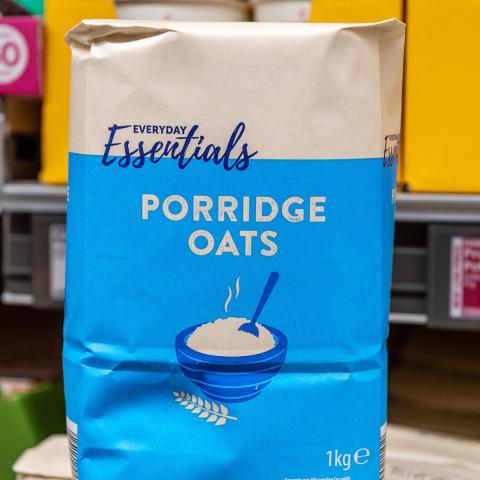 EVERYDAY
Essentials
PORRIDGE
OATS
1kg℮